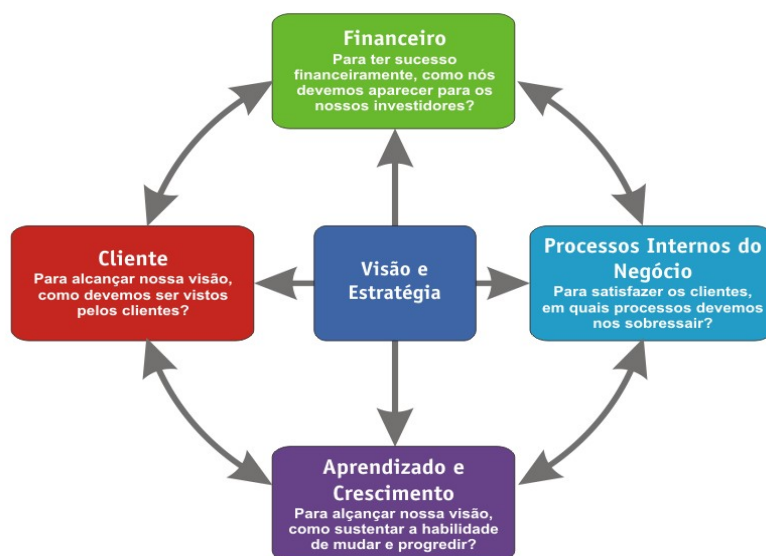 Financeiro
Para ter sucesso
financeiramente, como nós
devemos aparecer para os
nossos investidores?
Cliente
Para alcançar nossa visão,
como devemos ser vistos
pelos clientes?
Visão e
Estratégia
Processos Internos do
Negócio
Para satisfazer os clientes,
em quais processos devemos
nos sobressair?
Aprendizado e
Crescimento
Para alçançar nossa visão,
como sustentar a habilidade
de mudar e progredir?